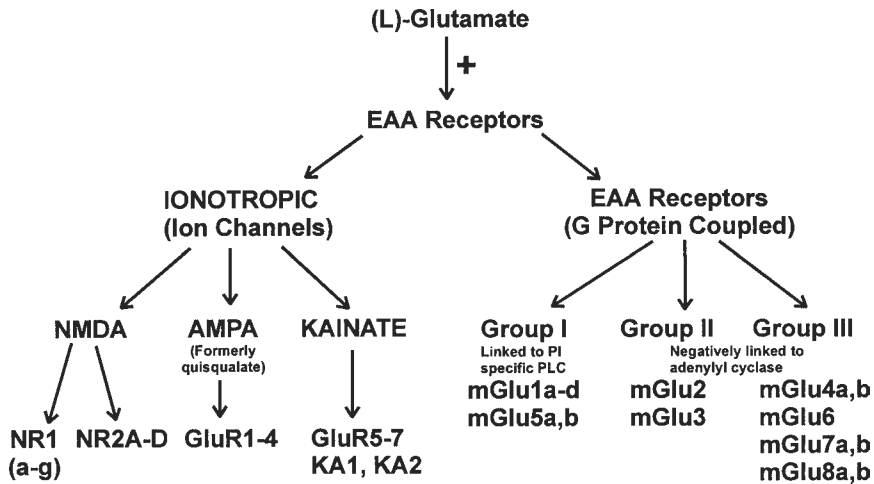 (L)-Glutamate
+
EAA Receptors
IONOTROPIC
(Ion Channels)
EAA Receptors
(G Protein Coupled)
NMDA
AMPA
(Formerly
quisqualate)
KAINATE
NR1
(a-g)
NR2A-D
GluR1-4
GluR5-7
KA1, KA2
Group I
Linked to PI
specific PLC
mGlu1a-d
mGlu5a,b
Group II
Group III
Negatively linked to
adenylyl cyclase
mGlu2
mGlu3
mGlu4a,b
mGlu6
mGlu7a,b
mGlu8a,b